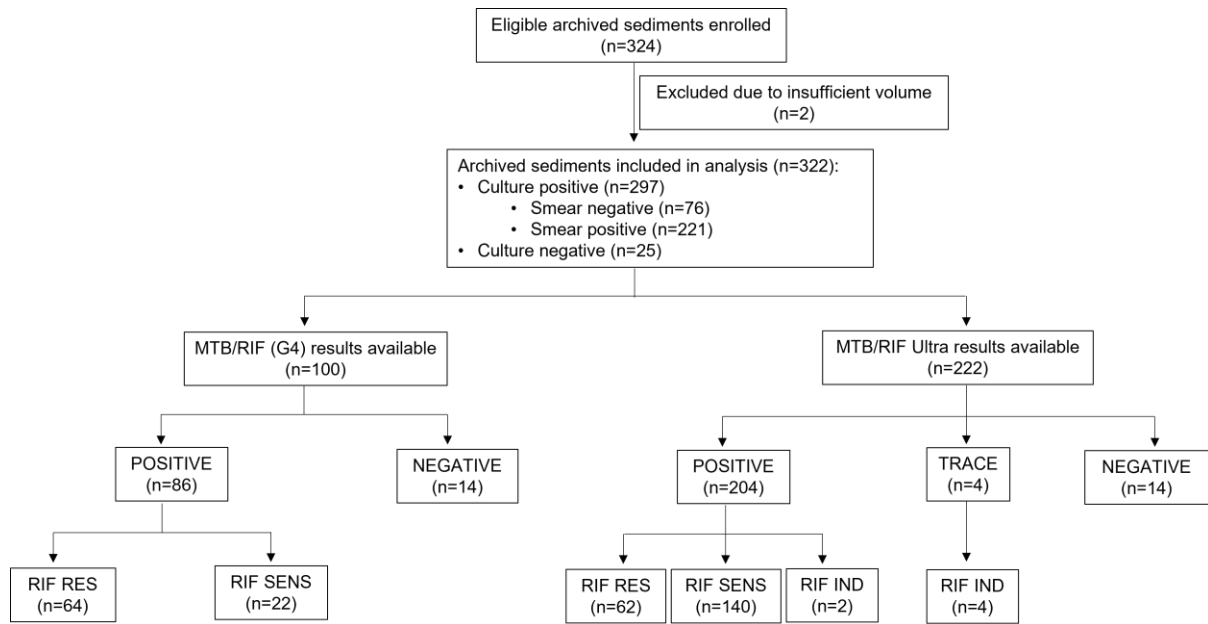 Eligible archived sediments enrolled
(n=324)
Excluded due to insufficient volume
(n=2)
Archived sediments included in analysis (n=322):
• Culture positive (n=297)
• Smear negative (n=76)
• Smear positive (n=221)
• Culture negative (n=25)
MTB/RIF (G4) results available
(n=100)
MTB/RIF Ultra results available
(n=222)
POSITIVE
(n=86)
NEGATIVE
(n=14)
POSITIVE
(n=204)
TRACE
(n=4)
NEGATIVE
(n=14)
RIF RES
(n=64)
RIF SENS
(n=22)
RIF RES
(n=62)
RIF SENS
(n=140)
RIF IND
(n=2)
RIF IND
(n=4)